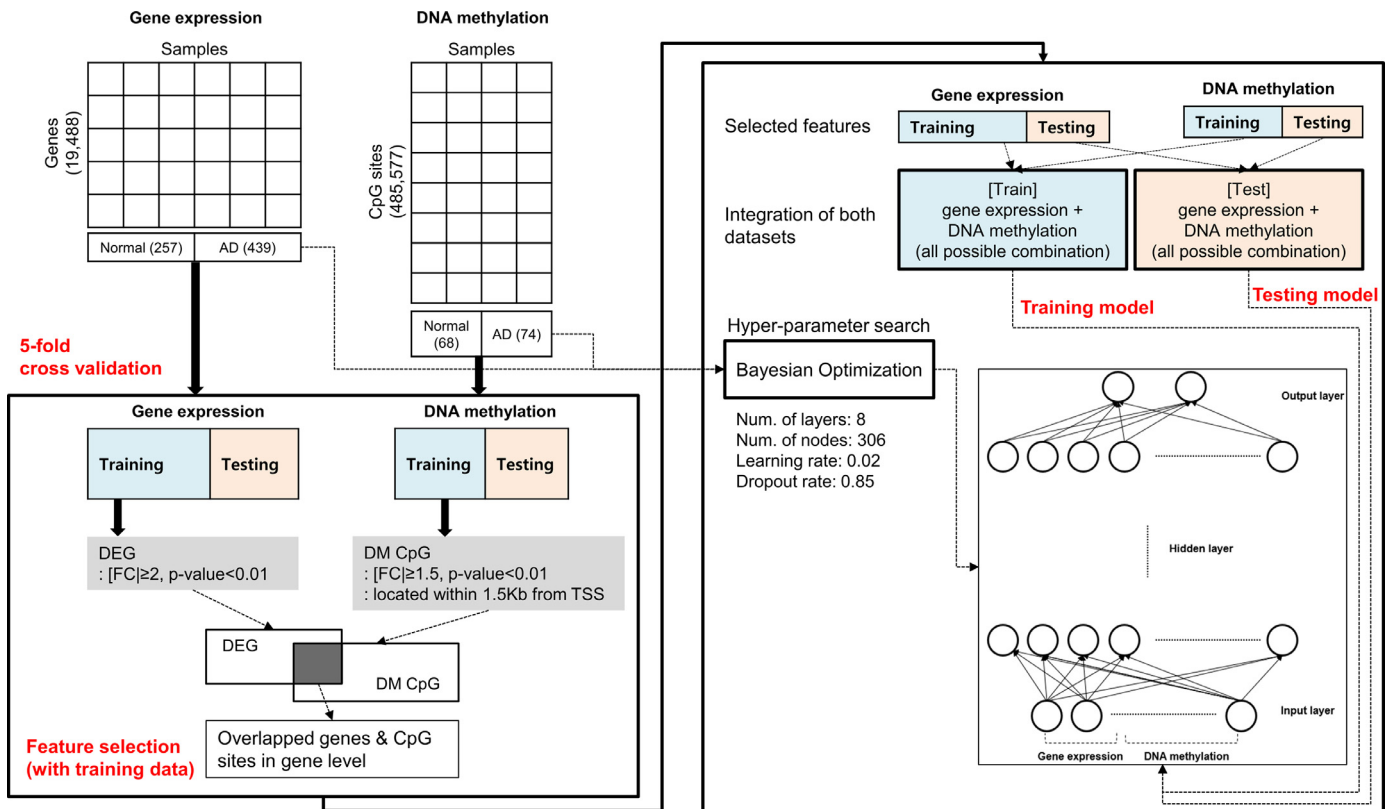 Gene expression
Samples
Genes
(19,488)
Normal (257)
AD (439)
DNA methylation
Samples
CpG sites
(485,577)
Normal
(68)
AD (74)
5-fold
cross validation
Gene expression
Training
Testing
DNA methylation
Training
Testing
DEG
: [FC|≥2, p-value<0.01
DM CpG
: [FC|≥1.5, p-value<0.01
: located within 1.5Kb from TSS
DEG
DM CpG
Overlapped genes & CpG
sites in gene level
Feature selection
(with training data)
Gene expression
DNA methylation
Selected features
Training
Testing
Training
Testing
Integration of both
datasets
[Train]
gene expression +
DNA methylation
(all possible combination)
[Test]
gene expression +
DNA methylation
(all possible combination)
Training model
Testing model
Hyper-parameter search
Bayesian Optimization
Num. of layers: 8
Num. of nodes: 306
Learning rate: 0.02
Dropout rate: 0.85
Output layer
Hidden layer
Input layer
Gene expression
DNA methylation